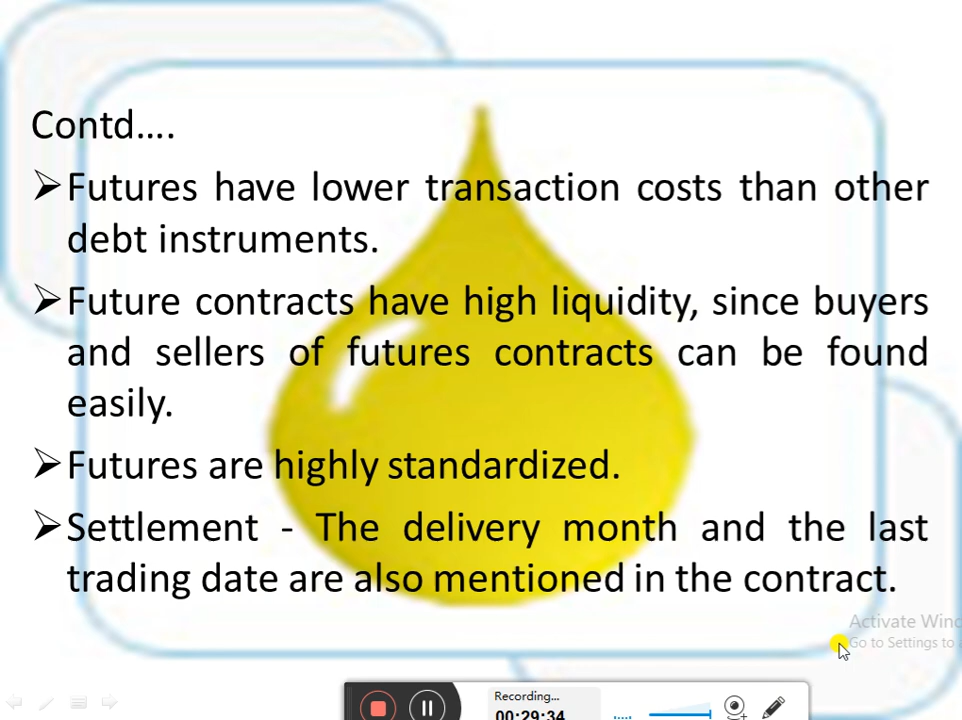 Contd....
➢Futures have lower transaction costs than other
debt instruments.
➢Future contracts have high liquidity, since buyers
and sellers of futures contracts can be found
easily.
➢Futures are highly standardized.
➢Settlement - The delivery month and the last
trading date are also mentioned in the contract.
Activate Wind
Go to Settings to a
Recording...
00:29:34